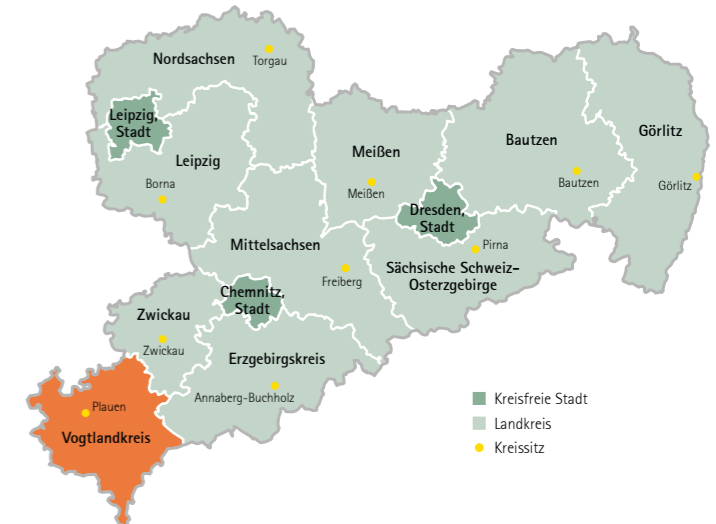 Nordsachsen
Torgau
Leipzig,
Stadt
Leipzig
Borna
Meißen
Meißen
Bautzen
Bautzen
Görlitz
Görlitz
Dresden,
Stadt
Pirna
Sächsische Schweiz-
Osterzgebirge
Mittelsachsen
Freiberg
Chemnitz,
Stadt
Zwickau
Zwickau
Erzgebirgskreis
Annaberg-Buchholz
Plauen
Vogtlandkreis
Kreisfreie Stadt
Landkreis
Kreissitz